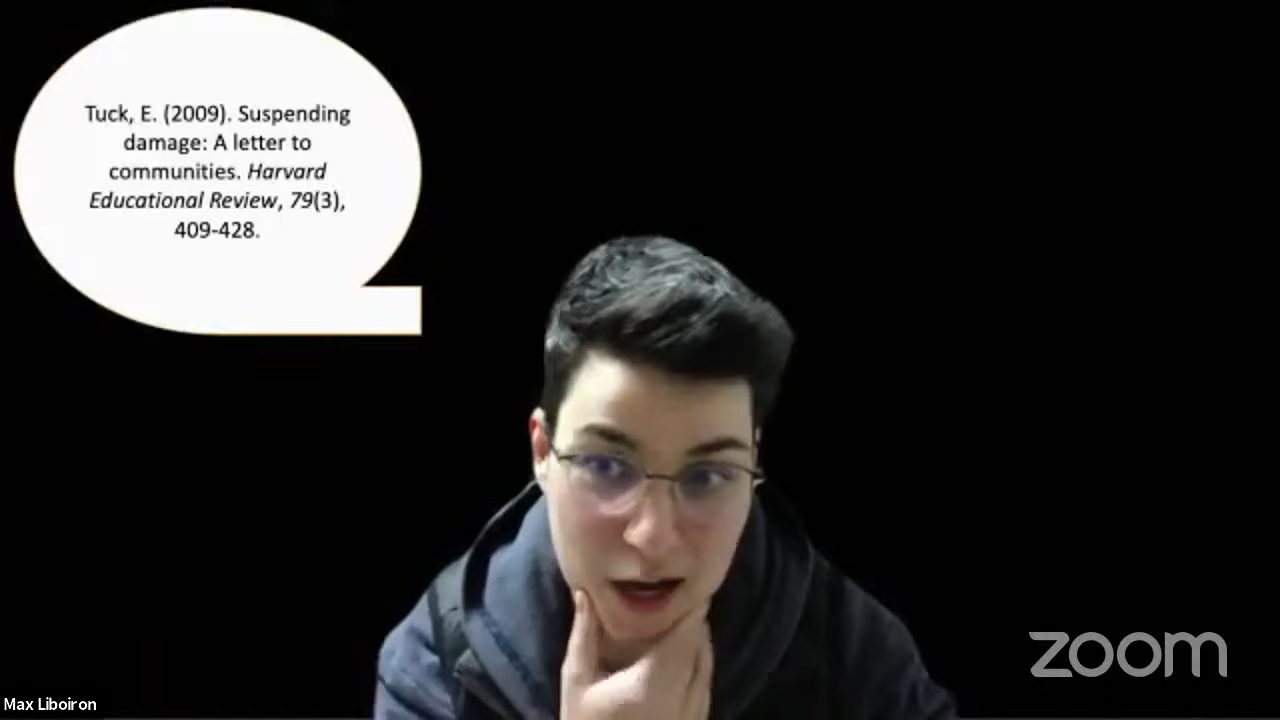 Tuck, E. (2009). Suspending
damage: A letter to
communities. Harvard
Educational Review, 79(3),
409-428.
zoom
Max Liboiron